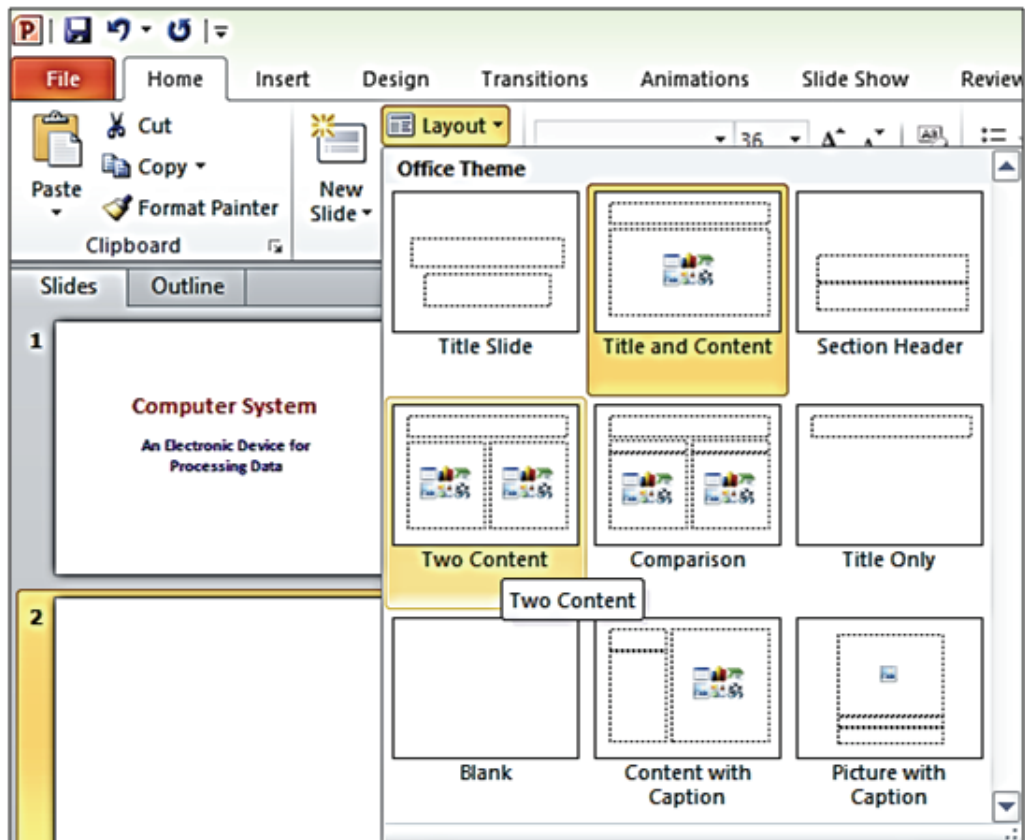 P
File Home Insert Design Transitions Animations Slide Show Review
Cut
Copy
Format Painter
Paste
Clipboard
New
Slide
Layout
36
Office Theme
Title Slide
Title and Content
Section Header
Two Content
Comparison
Title Only
Two Content
Blank
Content with
Caption
Picture with
Caption
Slides Outline
1
Computer System
An Electronic Device for
Processing Data
2